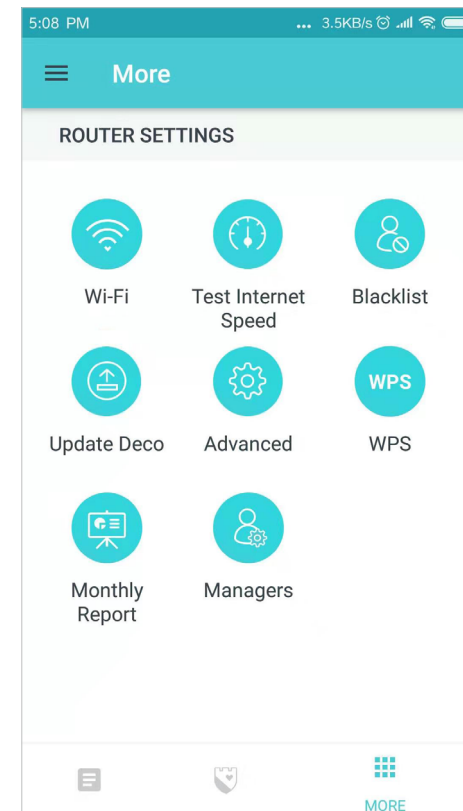 5:08 PM ... 3.5KB/s
More
ROUTER SETTINGS
Wi-Fi
Test Internet
Speed
Blacklist
Update Deco
Advanced
WPS
WPS
Monthly
Report
Managers
MORE